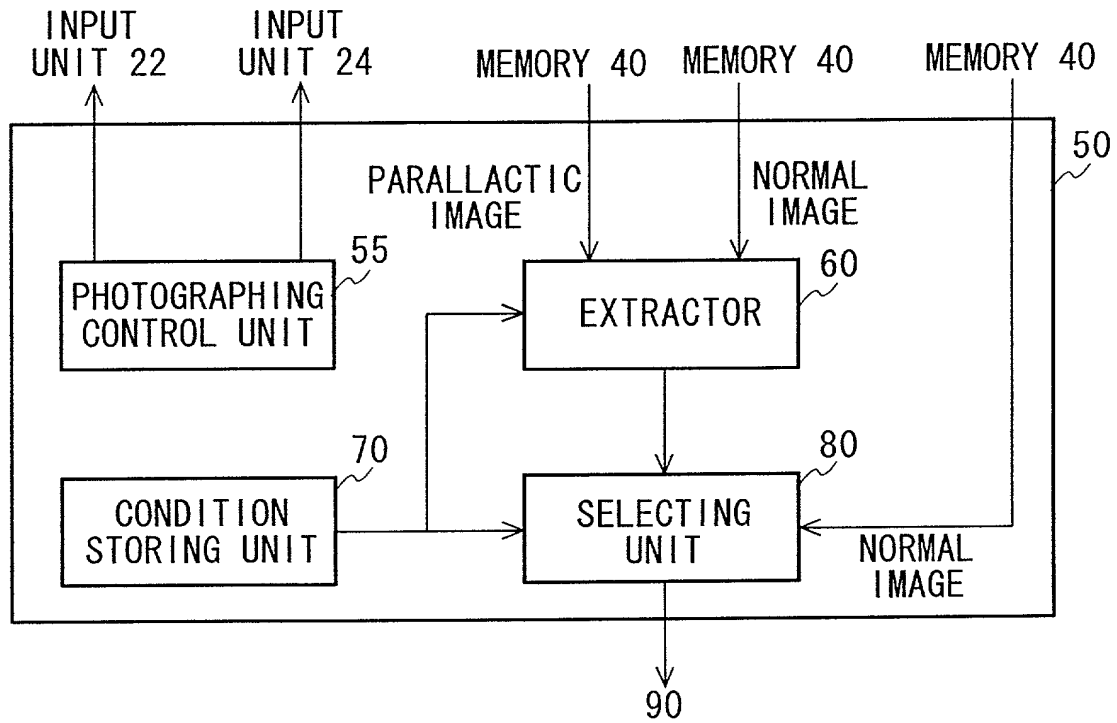 INPUT
UNIT 22
INPUT
UNIT 24
MEMORY 40
MEMORY 40
MEMORY 40
50
PARALLACTIC
IMAGE
NORMAL
IMAGE
55
PHOTOGRAPHING
CONTROL UNIT
60
EXTRACTOR
70
CONDITION
STORING UNIT
80
SELECTING
UNIT
NORMAL
IMAGE
90